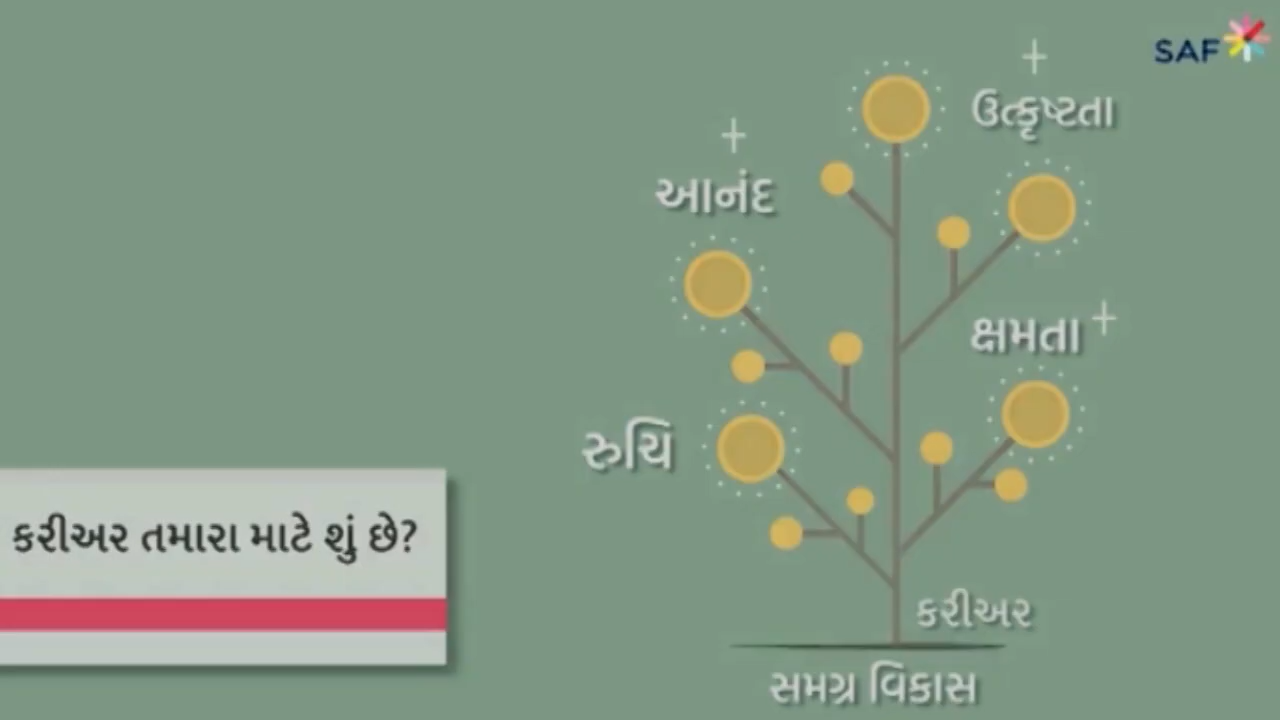 SAF
ઉત્કૃષ્ટતા
આનંદ
ક્ષમતા
રુચિ
કરીઅર તમારા માટે શું છે?
કરીઅર
સમગ્ર વિકાસ